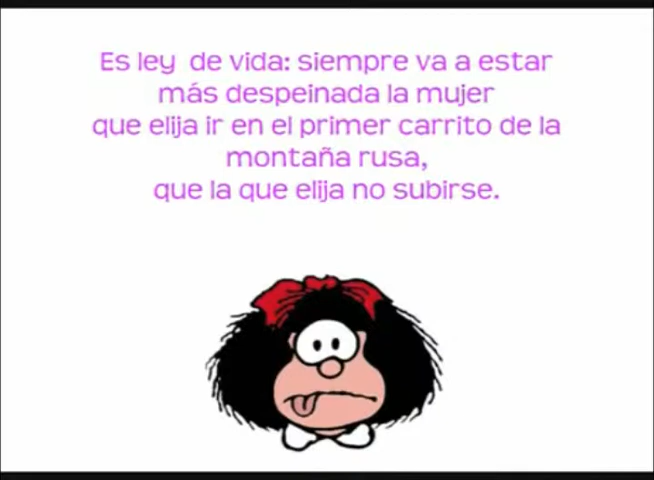 Es ley de vida: siempre va a estar
más despeinada la mujer
que elija ir en el primer carrito de la
montaña rusa,
que la que elija no subirse.